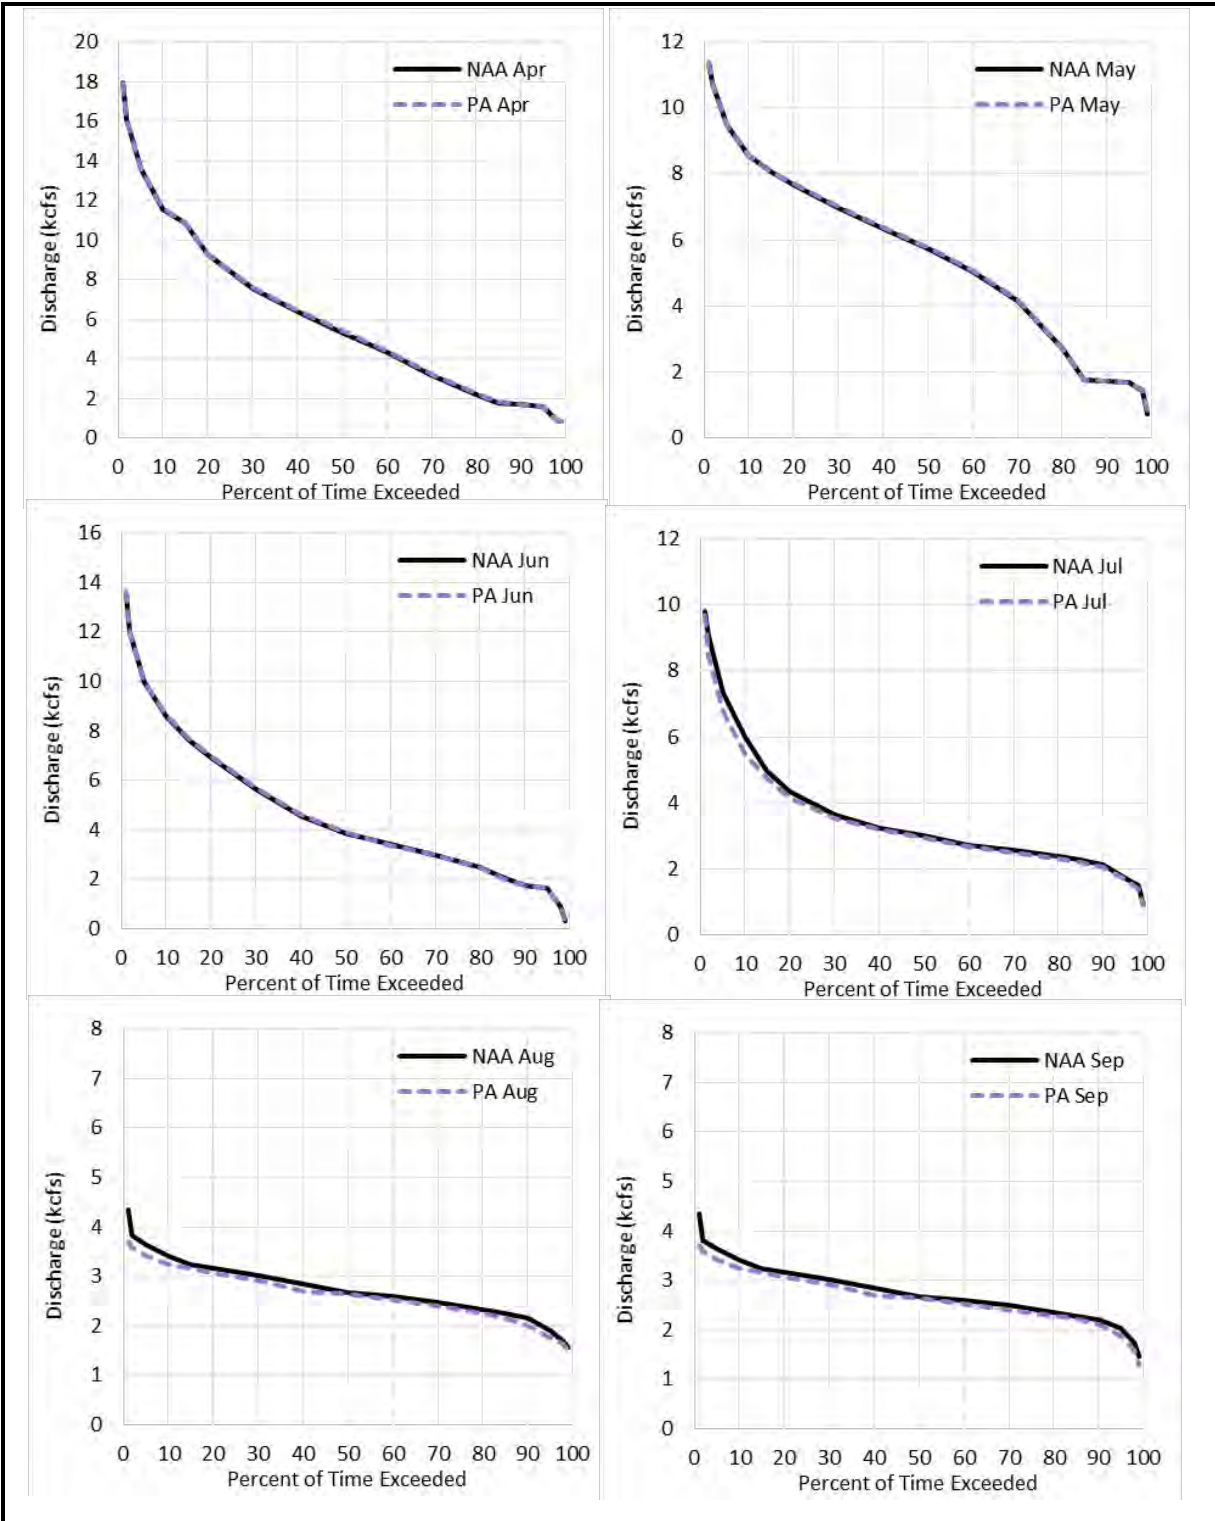 20
18
16
14
12
10
8
6
4
2
0
Discharge (kcfs)
NAA Apr
PA Apr
0 10 20 30 40 50 60 70 80 90 100
Percent of Time Exceeded
12
10
8
6
4
2
0
Discharge (kcfs)
NAA May
PA May
0 10 20 30 40 50 60 70 80 90 100
Percent of Time Exceeded
16
14
12
10
8
6
4
2
0
Discharge (kcfs)
NAA Jun
PA Jun
0 10 20 30 40 50 60 70 80 90 100
Percent of Time Exceeded
12
10
8
6
4
2
0
Discharge (kcfs)
NAA Jul
PA Jul
0 10 20 30 40 50 60 70 80 90 100
Percent of Time Exceeded
8
7
6
5
4
3
2
1
0
Discharge (kcfs)
NAA Aug
PA Aug
0 10 20 30 40 50 60 70 80 90 100
Percent of Time Exceeded
8
7
6
5
4
3
2
1
0
Discharge (kcfs)
NAA Sep
PA Sep
0 10 20 30 40 50 60 70 80 90 100
Percent of Time Exceeded